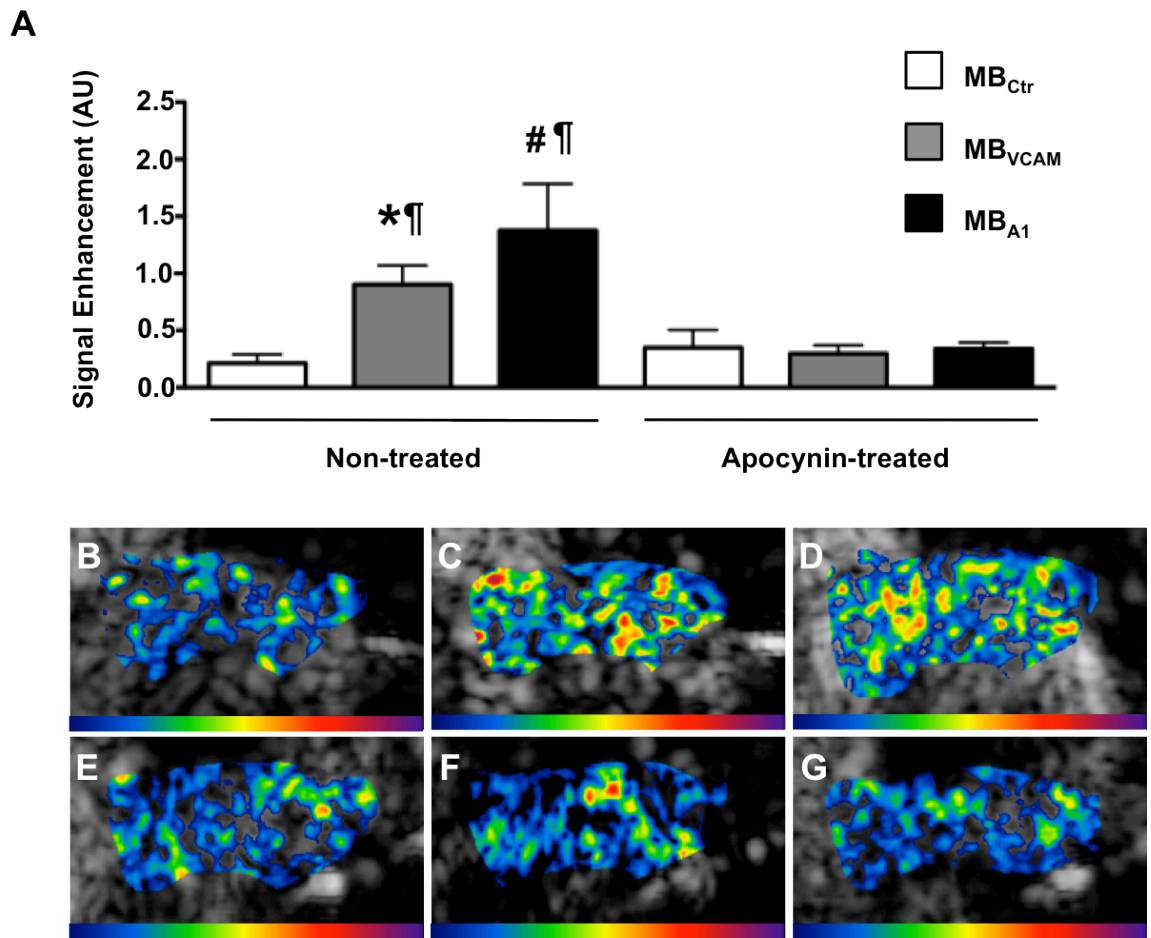 A
Signal Enhancement (AU)
2.5
2.0
1.5
1.0
0.5
0.0
*¶
#¶
MBCtr
MBVCAM
MBA1
Non-treated
Apocynin-treated
B
C
D
E
F
G